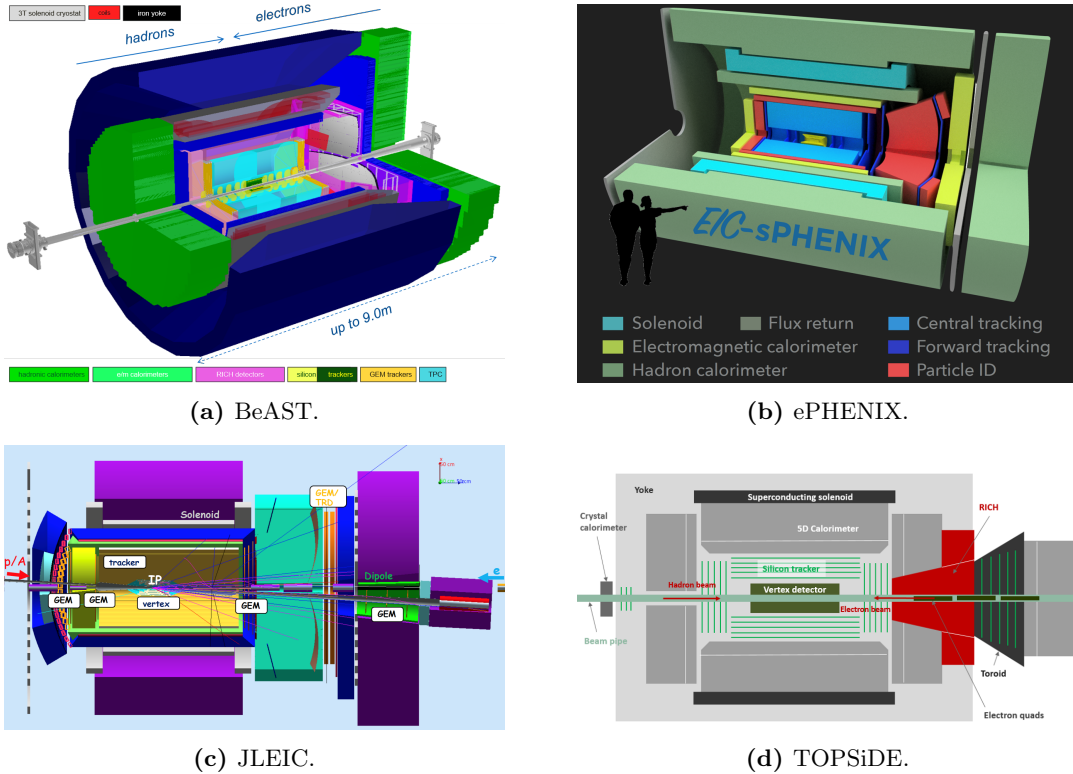 3T solenoid cryostat
coils
iron yoke
hadrons
electrons
up to 9.0m
hadronic calorimeters
e/m calorimeters
RICH detectors
silicon trackers
GEM trackers
TPC
(a) BeAST.
EIC-sPHENIX
Solenoid
Flux return
Central tracking
Electromagnetic calorimeter
Forward tracking
Hadron calorimeter
Particle ID
(b) ePHENIX.
GEM/
TRD
Solenoid
p/A
tracker
IP
e
Dipole
GEM
GEM
vertex
GEM
GEM
(c) JLEIC.
Yoke
Superconducting solenoid
RICH
Crystal
calorimeter
5D Calorimeter
Silicon tracker
Hadron beam
Vertex detector
Electron beam
Beam pipe
Toroid
Electron quads
(d) TOPSiDE.